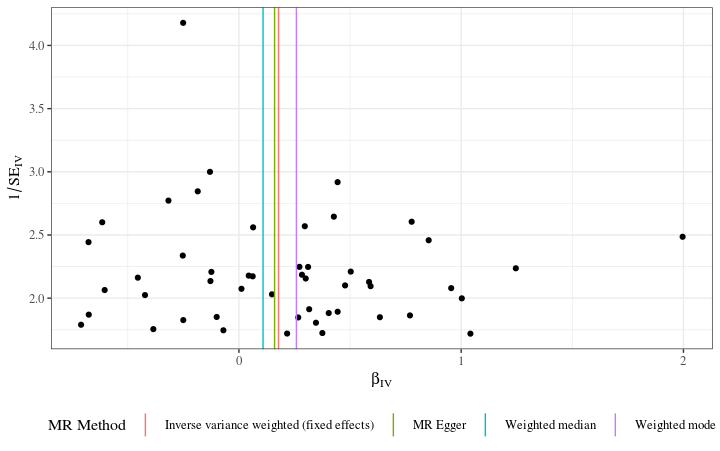 4.0
3.5
3.0
2.5
2.0
1/SE_IV
0
1
2
β_IV
MR Method
Inverse variance weighted (fixed effects)
MR Egger
Weighted median
Weighted mode